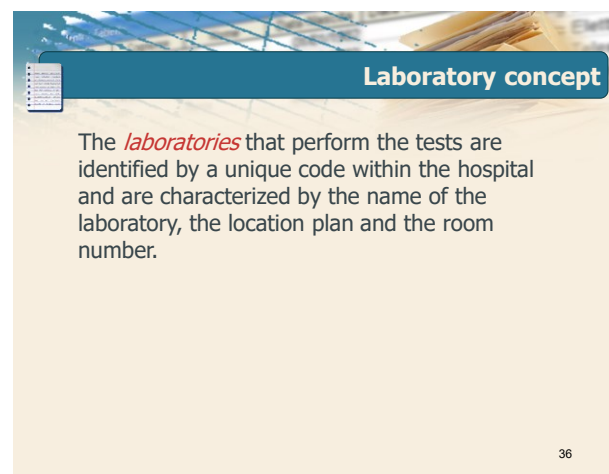 Laboratory concept
The laboratories that perform the tests are
identified by a unique code within the hospital
and are characterized by the name of the
laboratory, the location plan and the room
number.
36